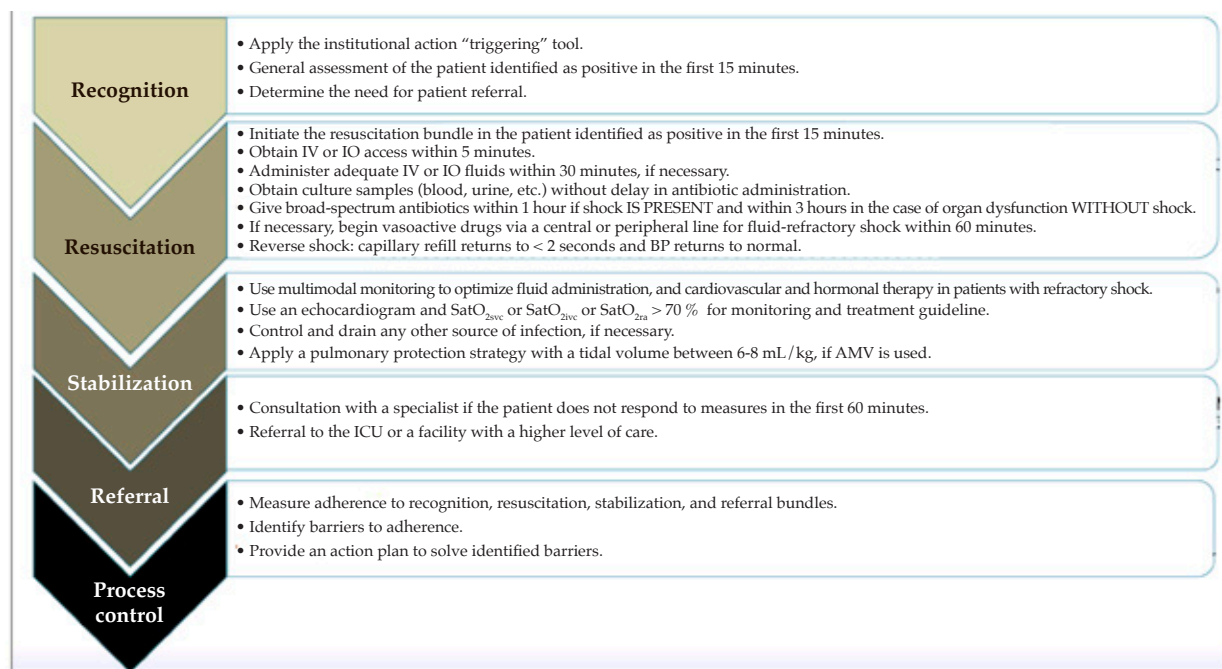 Recognition
• Apply the institutional action “triggering” tool.
• General assessment of the patient identified as positive in the first 15 minutes.
• Determine the need for patient referral.
Resuscitation
• Initiate the resuscitation bundle in the patient identified as positive in the first 15 minutes.
• Obtain IV or IO access within 5 minutes.
• Administer adequate IV or IO fluids within 30 minutes, if necessary.
• Obtain culture samples (blood, urine, etc.) without delay in antibiotic administration.
• Give broad-spectrum antibiotics within 1 hour if shock IS PRESENT and within 3 hours in the case of organ dysfunction WITHOUT shock.
• If necessary, begin vasoactive drugs via a central or peripheral line for fluid-refractory shock within 60 minutes.
• Reverse shock: capillary refill returns to < 2 seconds and BP returns to normal.
Stabilization
• Use multimodal monitoring to optimize fluid administration, and cardiovascular and hormonal therapy in patients with refractory shock.
• Use an echocardiogram and SatO2svc or SatO2ivc or SatO2ra > 70 % for monitoring and treatment guideline.
• Control and drain any other source of infection, if necessary.
• Apply a pulmonary protection strategy with a tidal volume between 6-8 mL/kg, if AMV is used.
Referral
• Consultation with a specialist if the patient does not respond to measures in the first 60 minutes.
• Referral to the ICU or a facility with a higher level of care.
Process
control
• Measure adherence to recognition, resuscitation, stabilization, and referral bundles.
• Identify barriers to adherence.
• Provide an action plan to solve identified barriers.